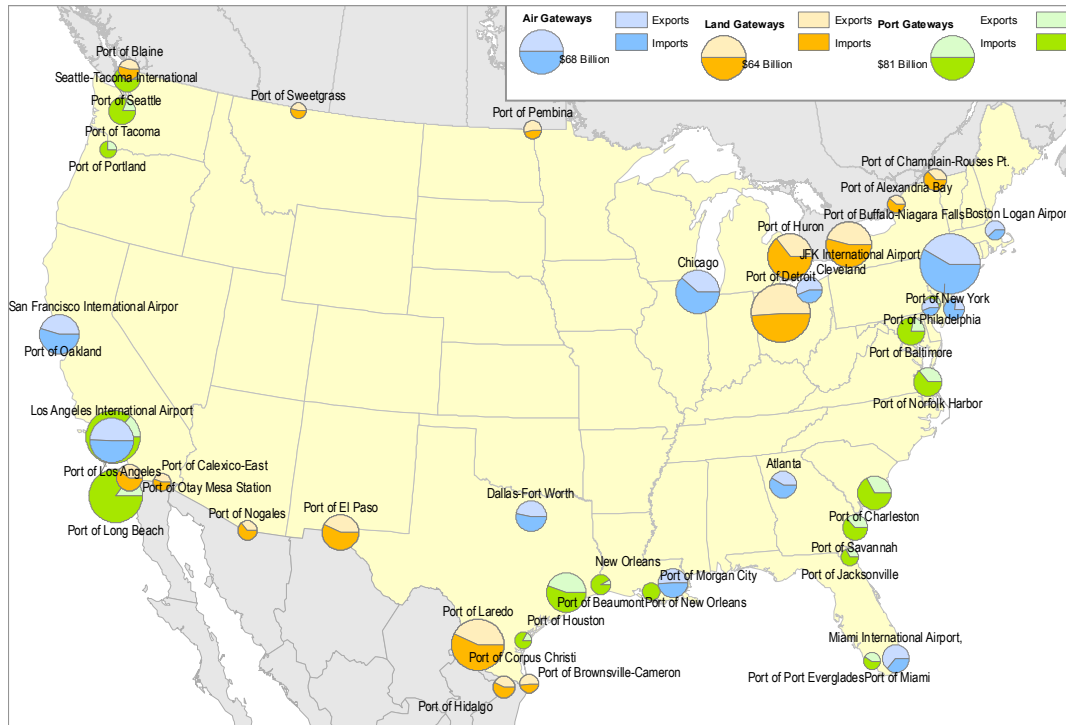 Air Gateways
Exports
Imports
$68 Billion
Land Gateways
Exports
Imports
$64 Billion
Port Gateways
Exports
Imports
$81 Billion
Port of Blaine
Seattle-Tacoma International
Port of Seattle
Port of Tacoma
Port of Portland
Port of Sweetgrass
Port of Pembina
Port of Champlain-Rouses Pt.
Port of Alexandria Bay
Port of Buffalo-Niagara Falls
Boston Logan Airpor
Port of Huron
JFK International Airport
Chicago
Port of Detroit
Cleveland
San Francisco International Airpor
Port of Oakland
Port of New York
Port of Philadelphia
Port of Baltimore
Port of Norfolk Harbor
Los Angeles International Airport
Port of Los Angeles
Port of Calexico-East
Port of Otay Mesa Station
Port of Long Beach
Port of Nogales
Port of El Paso
Dallas-Fort Worth
Atlanta
Port of Charleston
Port of Savannah
Port of Jacksonville
New Orleans
Port of Morgan City
Port of Beaumont
Port of New Orleans
Port of Houston
Port of Laredo
Port of Corpus Christi
Port of Brownsville-Cameron
Port of Hidalgo
Miami International Airport,
Port of Port Everglades
Port of Miami